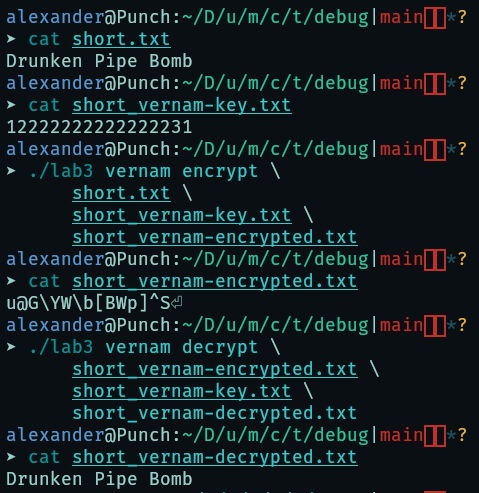 alexander@Punch:~/D/u/m/c/t/debug|main*?
➤ cat short.txt
Drunken Pipe Bomb
alexander@Punch:~/D/u/m/c/t/debug|main*?
➤ cat short_vernam-key.txt
12222222222222231
alexander@Punch:~/D/u/m/c/t/debug|main*?
➤ ./lab3 vernam encrypt \
short.txt \
short_vernam-key.txt \
short_vernam-encrypted.txt
alexander@Punch:~/D/u/m/c/t/debug|main*?
➤ cat short_vernam-encrypted.txt
u@G\YW\b[BWp]^S⏎
alexander@Punch:~/D/u/m/c/t/debug|main*?
➤ ./lab3 vernam decrypt \
short_vernam-encrypted.txt \
short_vernam-key.txt \
short_vernam-decrypted.txt
alexander@Punch:~/D/u/m/c/t/debug|main*?
➤ cat short_vernam-decrypted.txt
Drunken Pipe Bomb